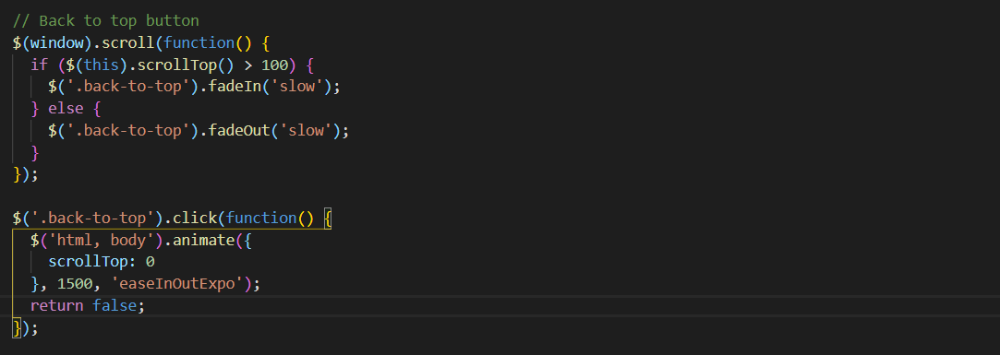 // Back to top button
$(window).scroll(function() {
  if ($(this).scrollTop() > 100) {
    $('.back-to-top').fadeIn('slow');
  } else {
    $('.back-to-top').fadeOut('slow');
  }
});

$('.back-to-top').click(function() {
  $('html, body').animate({
    scrollTop: 0
  }, 1500, 'easeInOutExpo');
  return false;
});